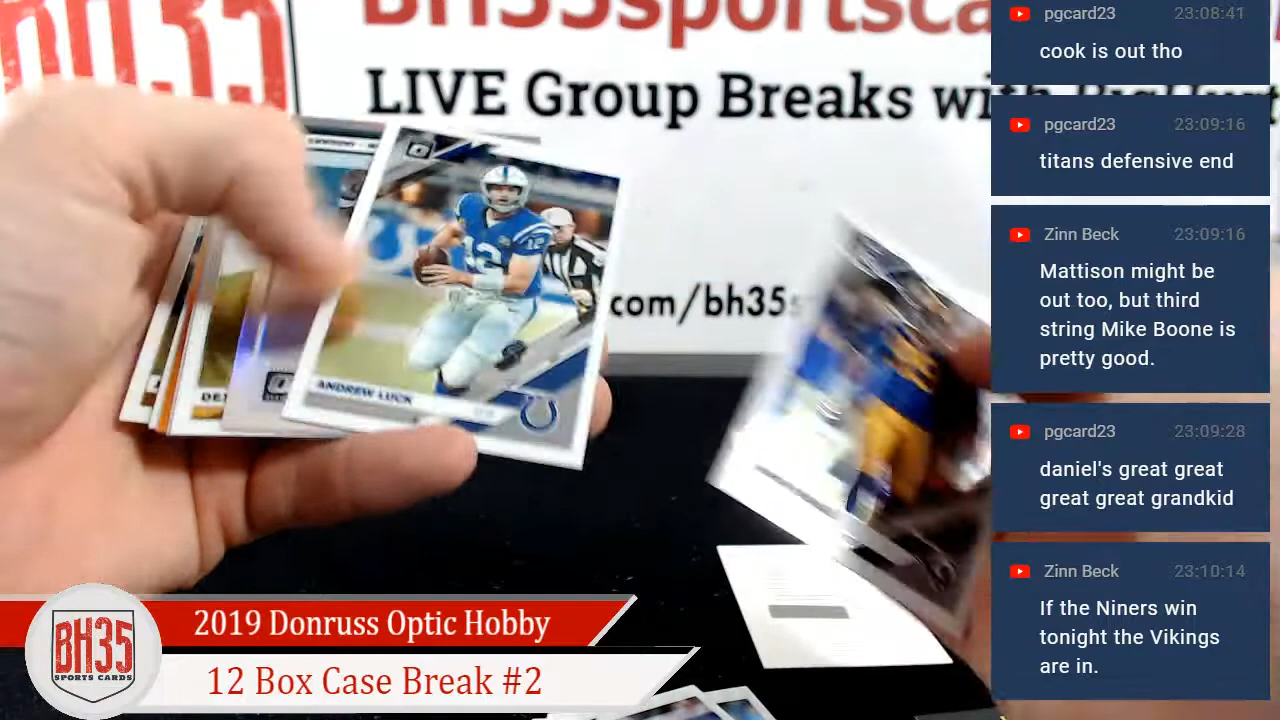 BH35
BH35sportsca
LIVE Group Breaks with
com/bh35s
12
ANDREW LUCK
DE
2019 Donruss Optic Hobby
12 Box Case Break #2
BH35
SPORTS CARDS
pgcard23 23:08:41
cook is out tho
pgcard23 23:09:16
titans defensive end
Zinn Beck 23:09:16
Mattison might be
out too, but third
string Mike Boone is
pretty good.
pgcard23 23:09:28
daniel's great great
great great grandkid
Zinn Beck 23:10:14
If the Niners win
tonight the Vikings
are in.